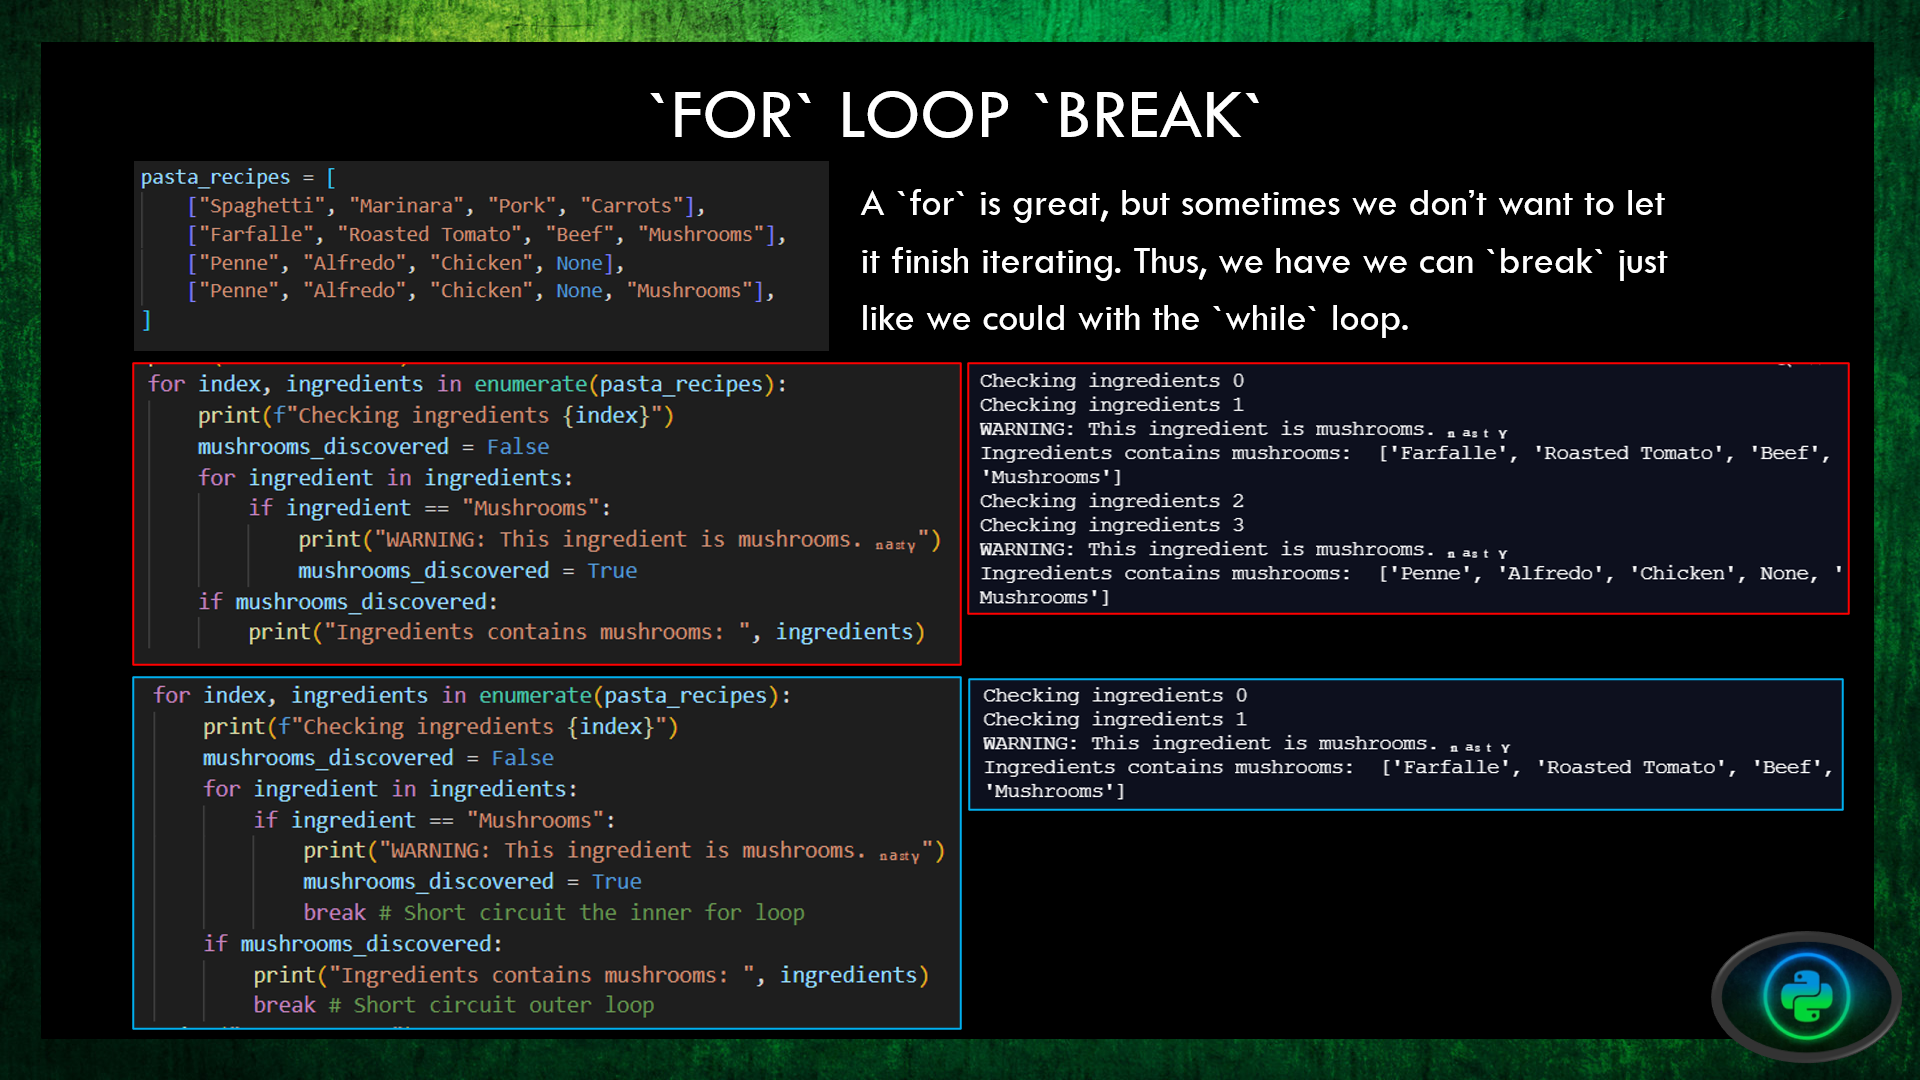 `FOR` LOOP `BREAK`
pasta_recipes = [
    ["Spaghetti", "Marinara", "Pork", "Carrots"],
    ["Farfalle", "Roasted Tomato", "Beef", "Mushrooms"],
    ["Penne", "Alfredo", "Chicken", None],
    ["Penne", "Alfredo", "Chicken", None, "Mushrooms"],
]
A `for` is great, but sometimes we don’t want to let
it finish iterating. Thus, we have we can `break` just
like we could with the `while` loop.
for index, ingredients in enumerate(pasta_recipes):
    print(f"Checking ingredients {index}")
    mushrooms_discovered = False
    for ingredient in ingredients:
        if ingredient == "Mushrooms":
            print("WARNING: This ingredient is mushrooms. nasty")
            mushrooms_discovered = True
    if mushrooms_discovered:
        print("Ingredients contains mushrooms: ", ingredients)
Checking ingredients 0
Checking ingredients 1
WARNING: This ingredient is mushrooms. nasty
Ingredients contains mushrooms:  ['Farfalle', 'Roasted Tomato', 'Beef',
'Mushrooms']
Checking ingredients 2
Checking ingredients 3
WARNING: This ingredient is mushrooms. nasty
Ingredients contains mushrooms:  ['Penne', 'Alfredo', 'Chicken', None, '
Mushrooms']
for index, ingredients in enumerate(pasta_recipes):
    print(f"Checking ingredients {index}")
    mushrooms_discovered = False
    for ingredient in ingredients:
        if ingredient == "Mushrooms":
            print("WARNING: This ingredient is mushrooms. nasty")
            mushrooms_discovered = True
            break # Short circuit the inner for loop
    if mushrooms_discovered:
        print("Ingredients contains mushrooms: ", ingredients)
        break # Short circuit outer loop
Checking ingredients 0
Checking ingredients 1
WARNING: This ingredient is mushrooms. nasty
Ingredients contains mushrooms:  ['Farfalle', 'Roasted Tomato', 'Beef',
'Mushrooms']